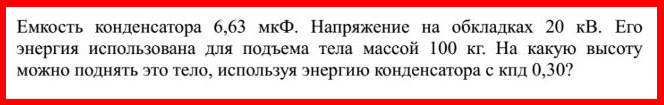 Емкость конденсатора 6,63 мкФ. Напряжение на обкладках 20 кВ. Его
энергия использована для подъема тела массой 100 кг. На какую высоту
можно поднять это тело, используя энергию конденсатора с кпд 0,30?